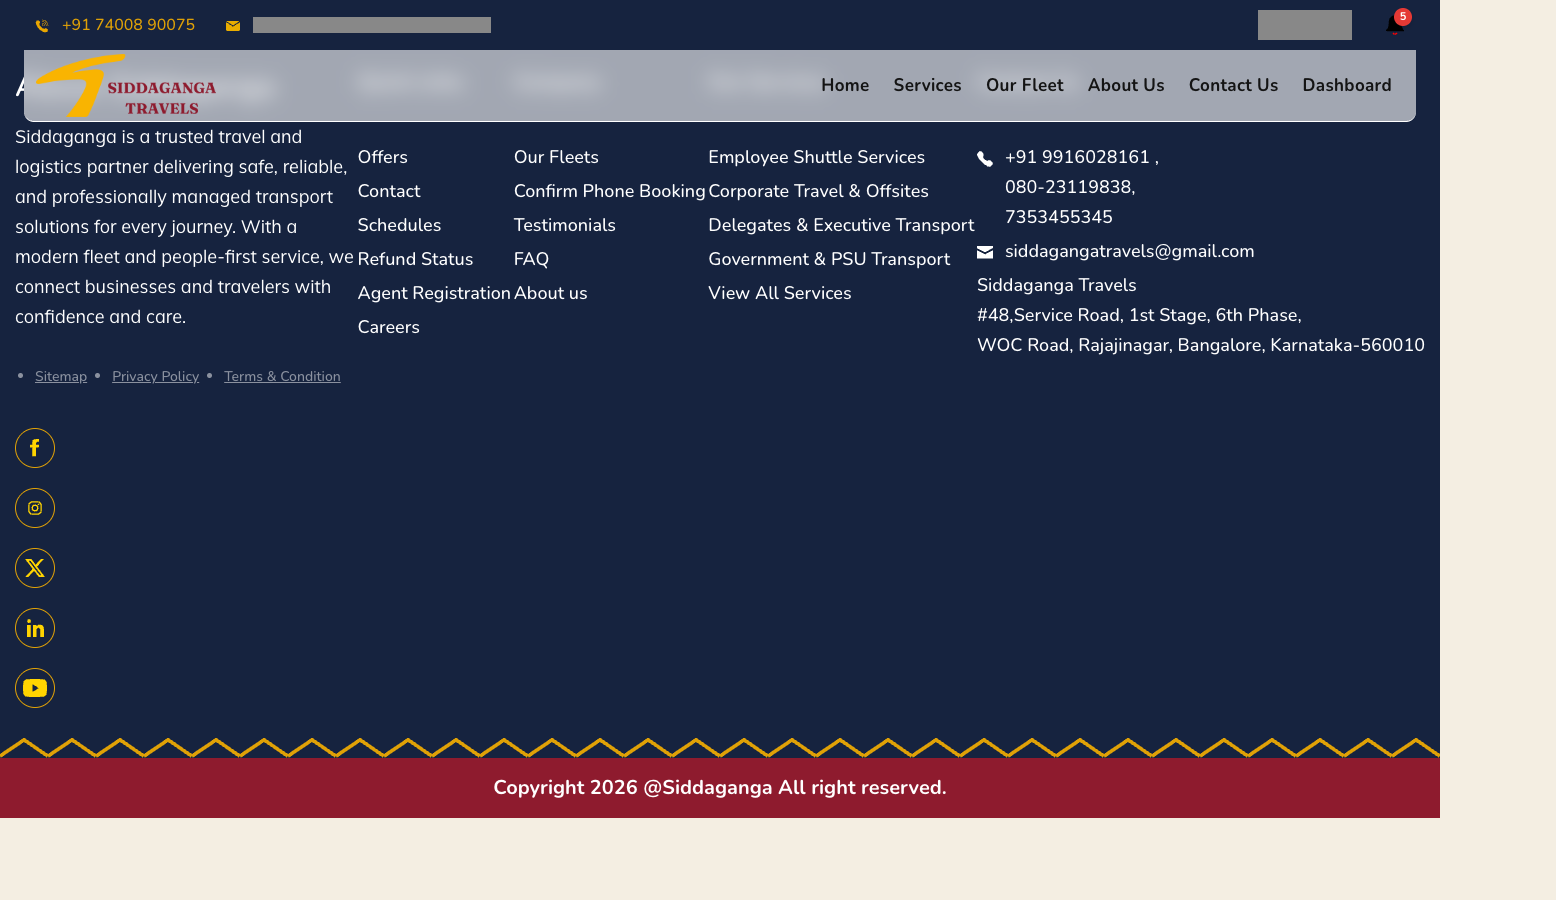 +91 74008 90075
5
SIDDAGANGA
TRAVELS
Home Services Our Fleet About Us Contact Us Dashboard
Siddaganga is a trusted travel and
logistics partner delivering safe, reliable,
and professionally managed transport
solutions for every journey. With a
modern fleet and people-first service, we
connect businesses and travelers with
confidence and care.
Sitemap
Privacy Policy
Terms & Condition
Offers
Contact
Schedules
Refund Status
Agent Registration
Careers
Our Fleets
Confirm Phone Booking
Testimonials
FAQ
About us
Employee Shuttle Services
Corporate Travel & Offsites
Delegates & Executive Transport
Government & PSU Transport
View All Services
+91 9916028161 ,
080-23119838,
7353455345
siddagangatravels@gmail.com
Siddaganga Travels
#48,Service Road, 1st Stage, 6th Phase,
WOC Road, Rajajinagar, Bangalore, Karnataka-560010
Copyright 2026 @Siddaganga All right reserved.